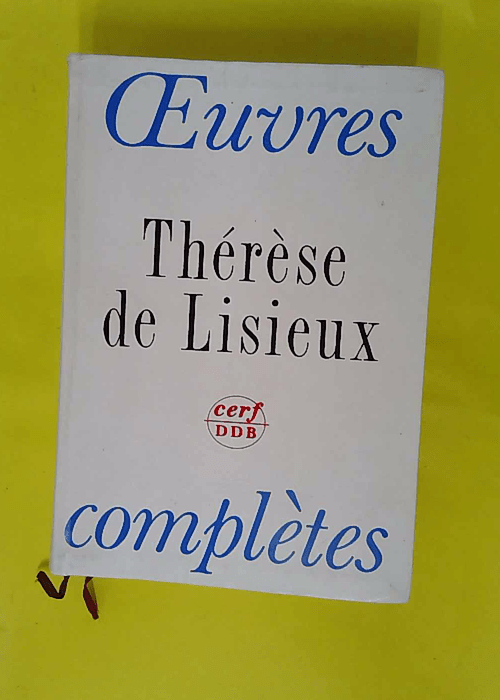 Œuvres
Thérèse
de Lisieux
cerf
DDB
complètes